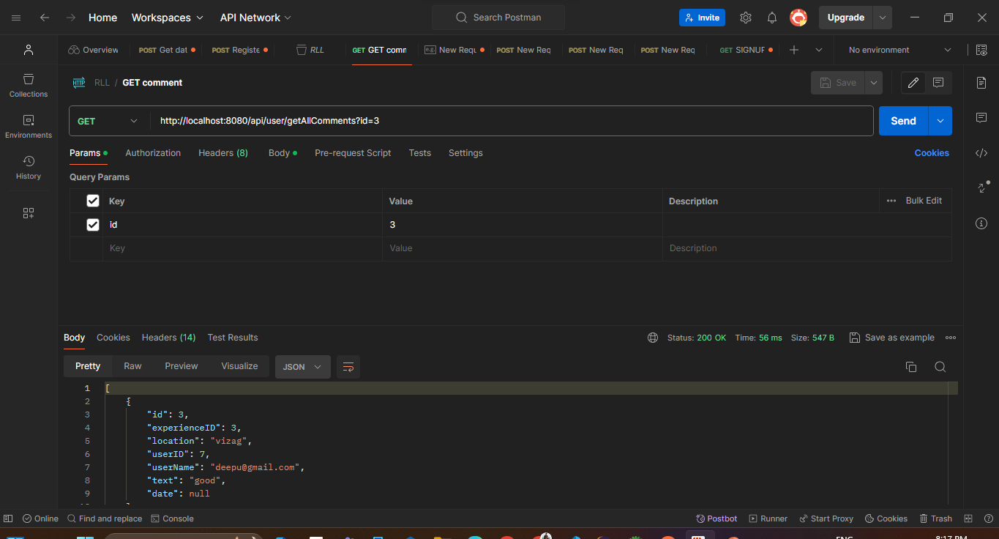 Home Workspaces API Network Search Postman Invite Upgrade
Overview POST Get dat POST Registe RLL GET GET comm e.g. New Requ POST New Req POST New Req POST New Req GET SIGNUP No environment
HTTP RLL / GET comment Save
Collections
Environments
History
GET http://localhost:8080/api/user/getAllComments?id=3 Send
Params Authorization Headers (8) Body Pre-request Script Tests Settings Cookies
Query Params
Key Value Description Bulk Edit
id 3
Key Value Description
Body Cookies Headers (14) Test Results Status: 200 OK Time: 56 ms Size: 547 B Save as example
Pretty Raw Preview Visualize JSON
1 [
2 {
3 "id": 3,
4 "experienceID": 3,
5 "location": "vizag",
6 "userID": 7,
7 "userName": "deepu@gmail.com",
8 "text": "good",
9 "date": null
Online Find and replace Console Postbot Runner Start Proxy Cookies Trash
ENG 8:17 PM